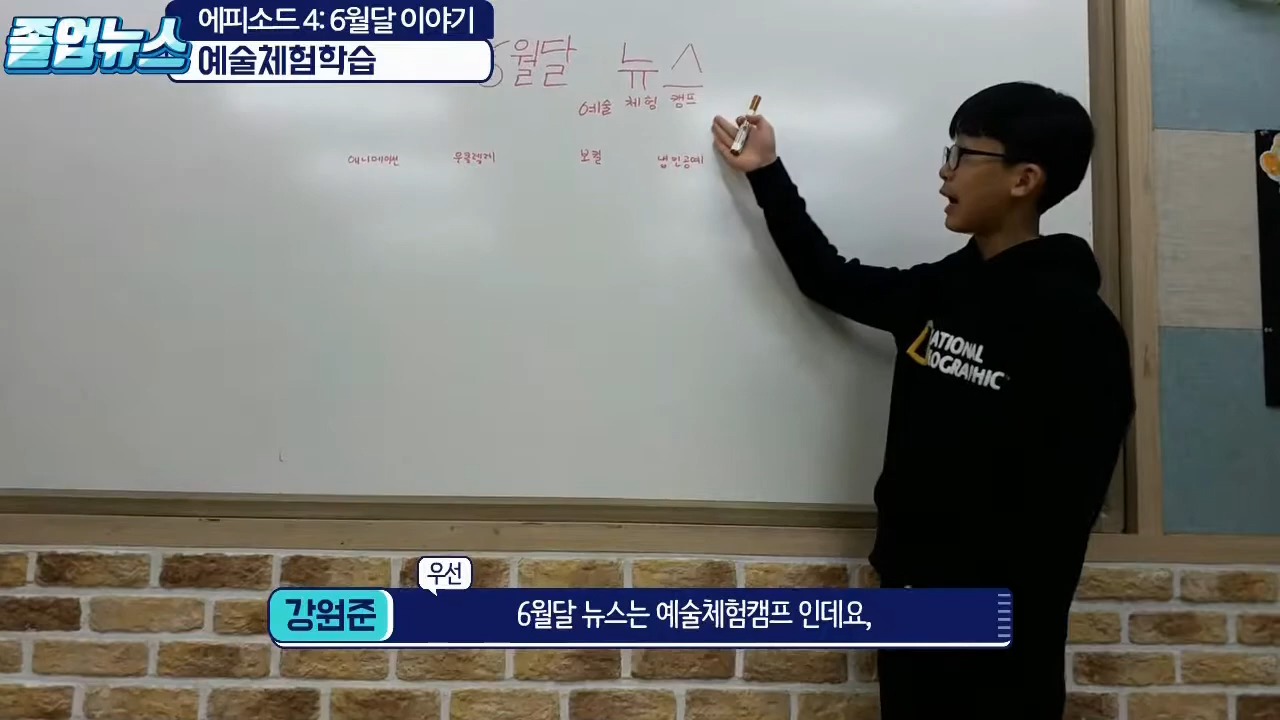 졸업뉴스
에피소드 4: 6월달 이야기
예술체험학습
6월달 뉴스
예술 체험 캠프
애니메이션 우쿨렐레 보컬 냅킨공예
NATIONAL
GEOGRAPHIC
우선
강원준
6월달 뉴스는 예술체험캠프 인데요,